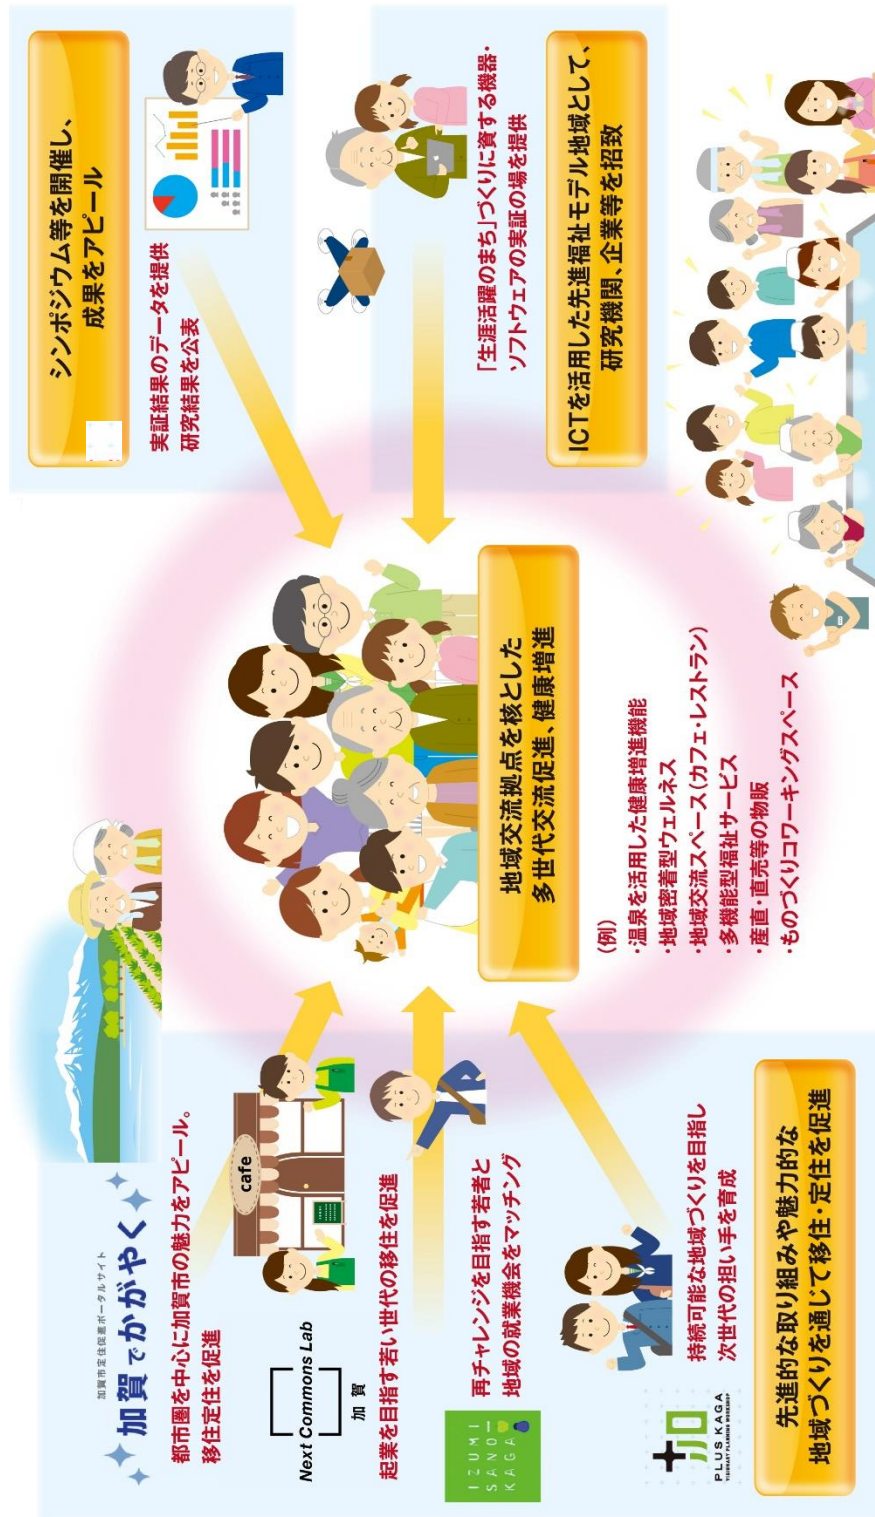 加賀市定住促進ポータルサイト
加賀でかがやく
都市圏を中心に加賀市の魅力をアピール。
移住定住を促進
cafe
Next Commons Lab
加賀
起業を目指す若い世代の移住を促進
IZUMI
SANO
KAGA
再チャレンジを目指す若者と
地域の就業機会をマッチング
PLUS KAGA
VISIONARY PLANNING WORKSHOP
持続可能な地域づくりを目指し
次世代の担い手を育成
先進的な取り組みや魅力的な
地域づくりを通じて移住・定住を促進
地域交流拠点を核とした
多世代交流促進、健康増進
(例)
・温泉を活用した健康増進機能
・地域密着型ウェルネス
・地域交流スペース(カフェ・レストラン)
・多機能型福祉サービス
・産直・直売等の物販
・ものづくりコワーキングスペース
シンポジウム等を開催し、
成果をアピール
実証結果のデータを提供
研究結果を公表
「生涯活躍のまち」づくりに資する機器・
ソフトウェアの実証の場を提供
ICTを活用した先進福祉モデル地域として、
研究機関、企業等を招致